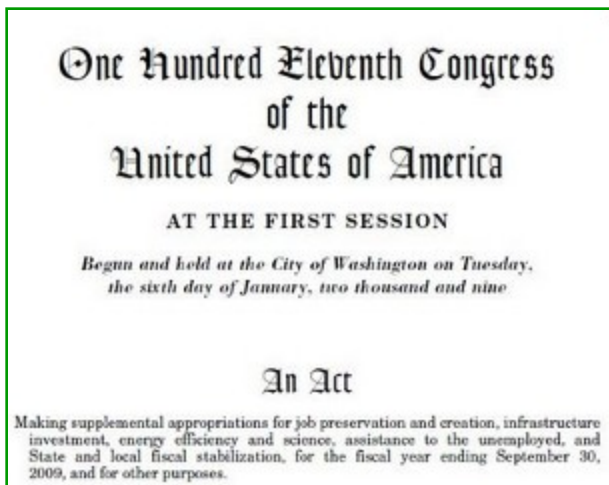 One Hundred Eleventh Congress
of the
United States of America
AT THE FIRST SESSION
Begun and held at the City of Washington on Tuesday,
the sixth day of January, two thousand and nine
An Act
Making supplemental appropriations for job preservation and creation, infrastructure
investment, energy efficiency and science, assistance to the unemployed, and
State and local fiscal stabilization, for the fiscal year ending September 30,
2009, and for other purposes.